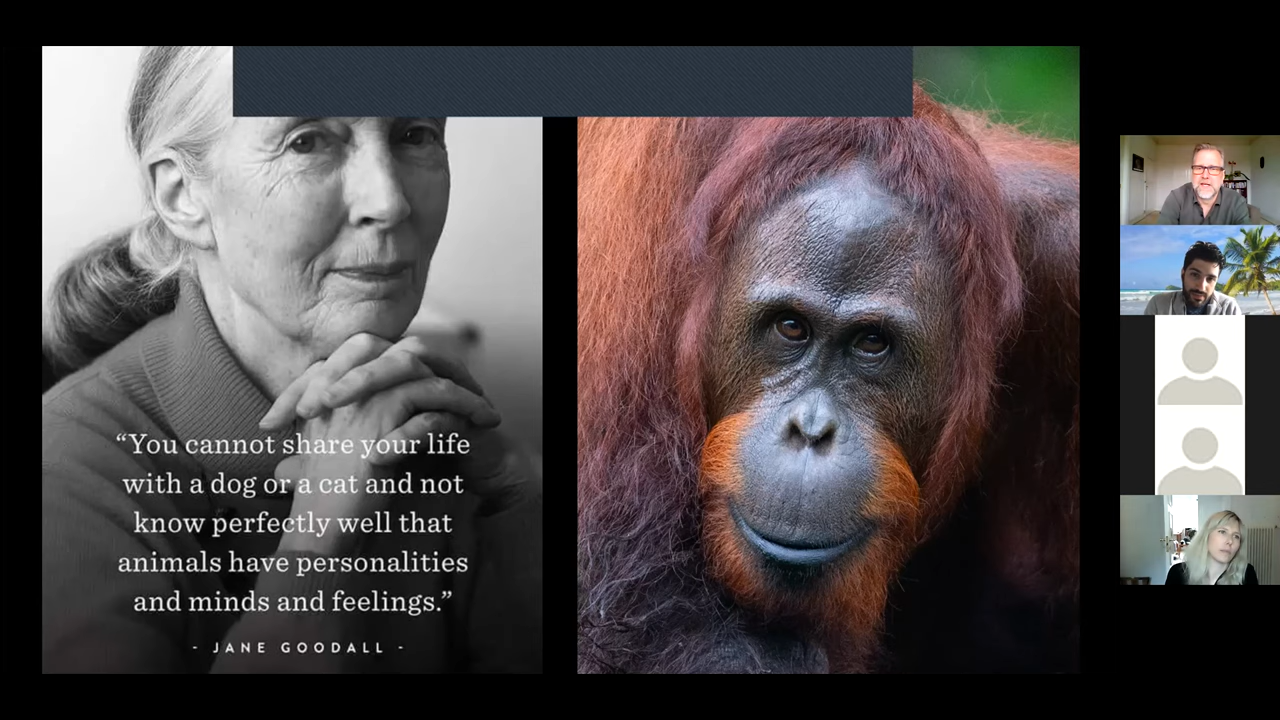 “You cannot share your life
with a dog or a cat and not
know perfectly well that
animals have personalities
and minds and feelings.”
- JANE GOODALL -